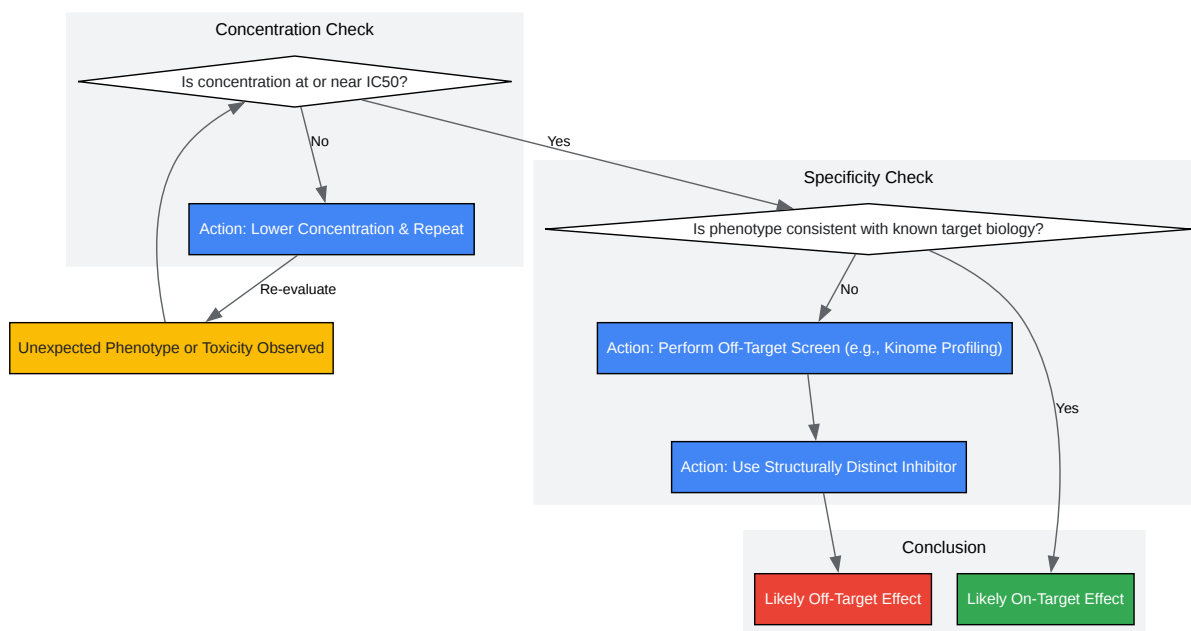 Concentration Check
Is concentration at or near IC50?
No
Yes
Action: Lower Concentration & Repeat
Re-evaluate
Unexpected Phenotype or Toxicity Observed
Specificity Check
Is phenotype consistent with known target biology?
No
Action: Perform Off-Target Screen (e.g., Kinome Profiling)
Yes
Action: Use Structurally Distinct Inhibitor
Conclusion
Likely Off-Target Effect
Likely On-Target Effect